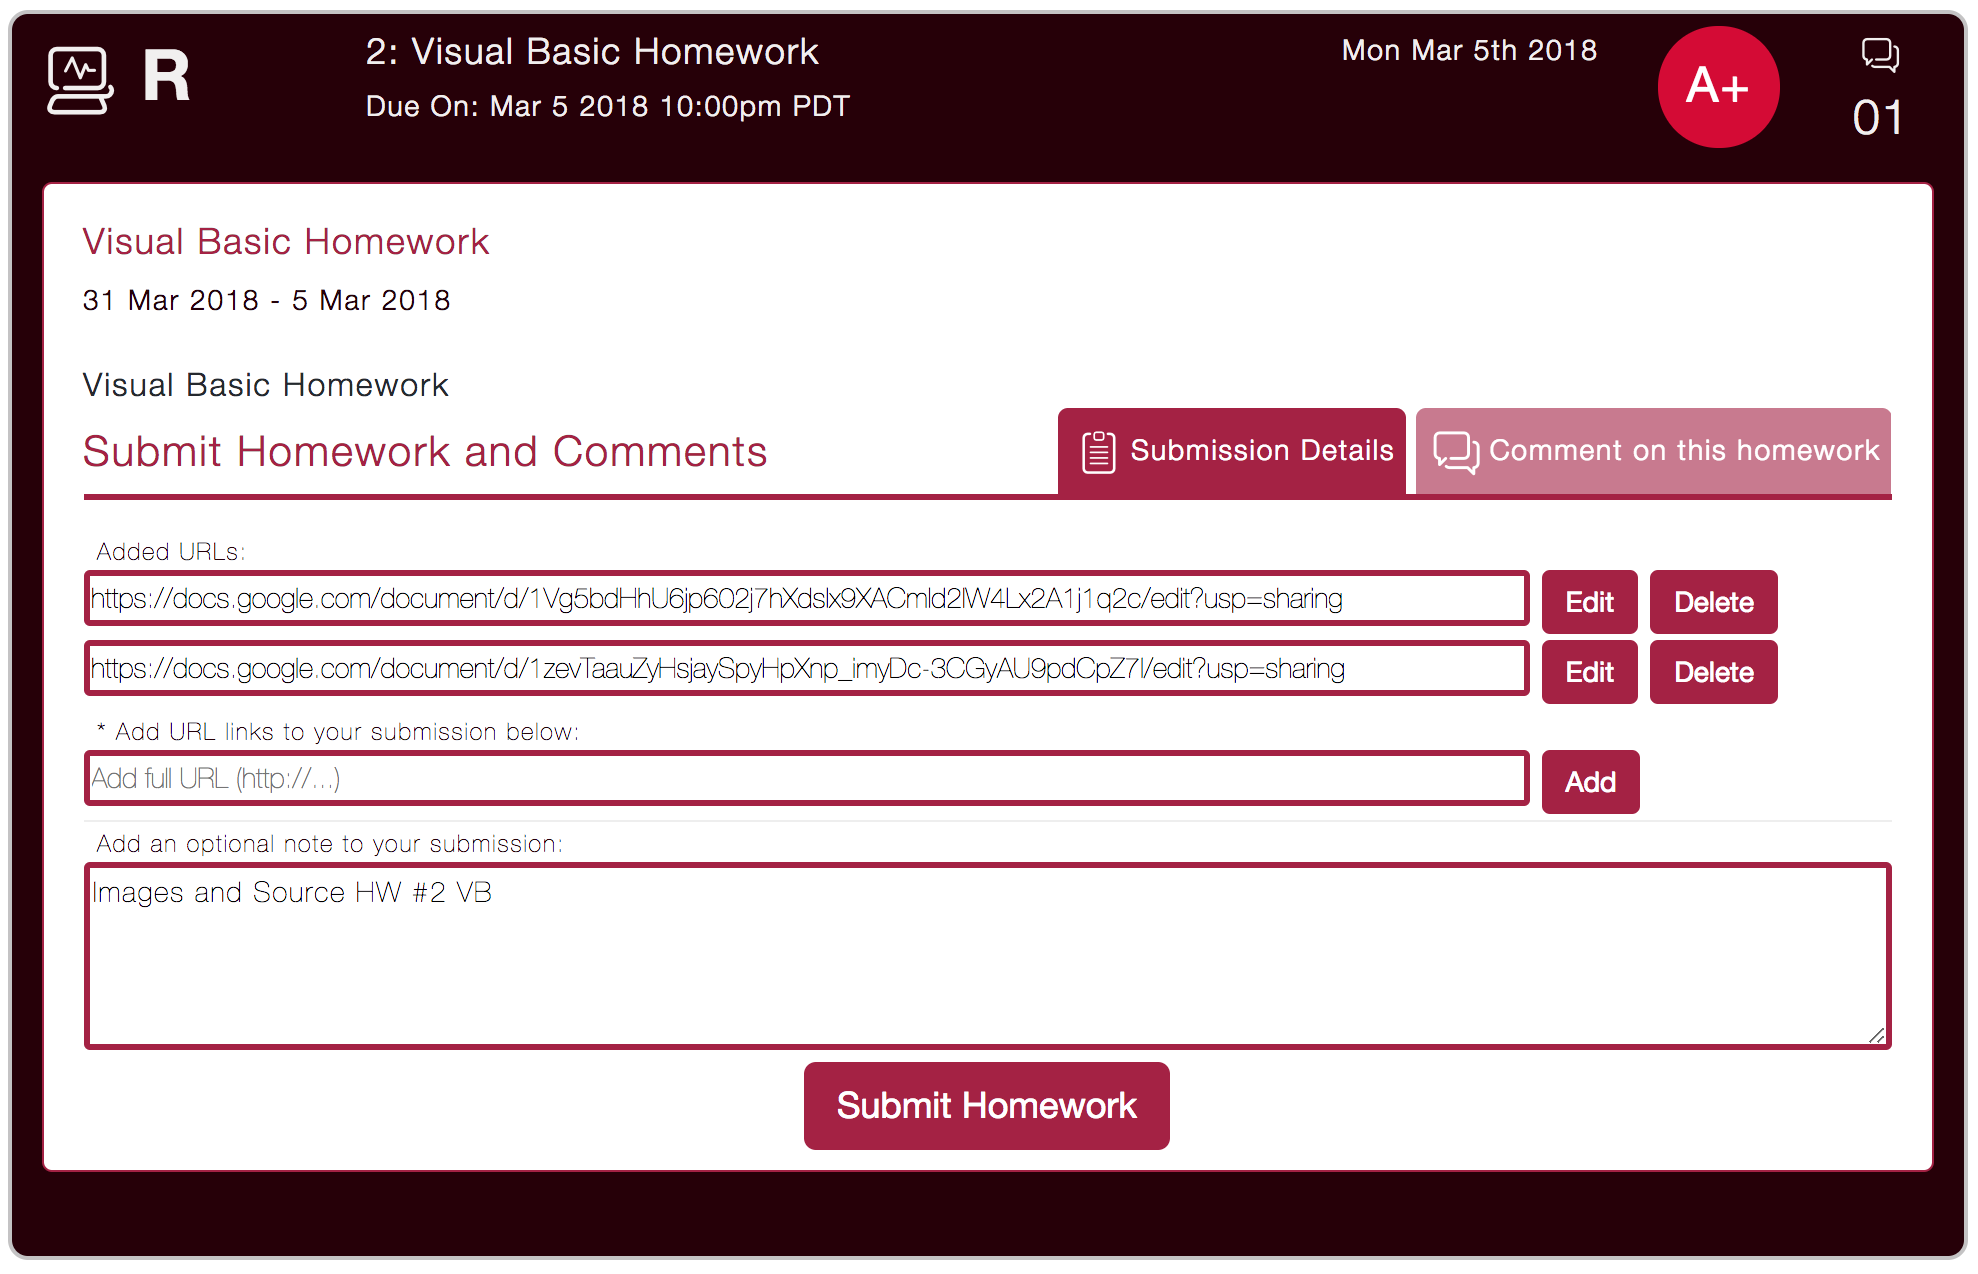 R
2: Visual Basic Homework
Due On: Mar 5 2018 10:00pm PDT
Mon Mar 5th 2018
A+
01
Visual Basic Homework
31 Mar 2018 - 5 Mar 2018
Visual Basic Homework
Submit Homework and Comments
Submission Details
Comment on this homework
Added URLs:
https://docs.google.com/document/d/1Vg5bdHhU6jp6O2j7hXdslx9XACmld2lW4Lx2A1j1q2c/edit?usp=sharing
Edit
Delete
https://docs.google.com/document/d/1zevTaauZyHsjaySpyHpXnp_imyDc-3CGyAU9pdCpZ7I/edit?usp=sharing
Edit
Delete
* Add URL links to your submission below:
Add full URL (http://...)
Add
Add an optional note to your submission:
Images and Source HW #2 VB
Submit Homework